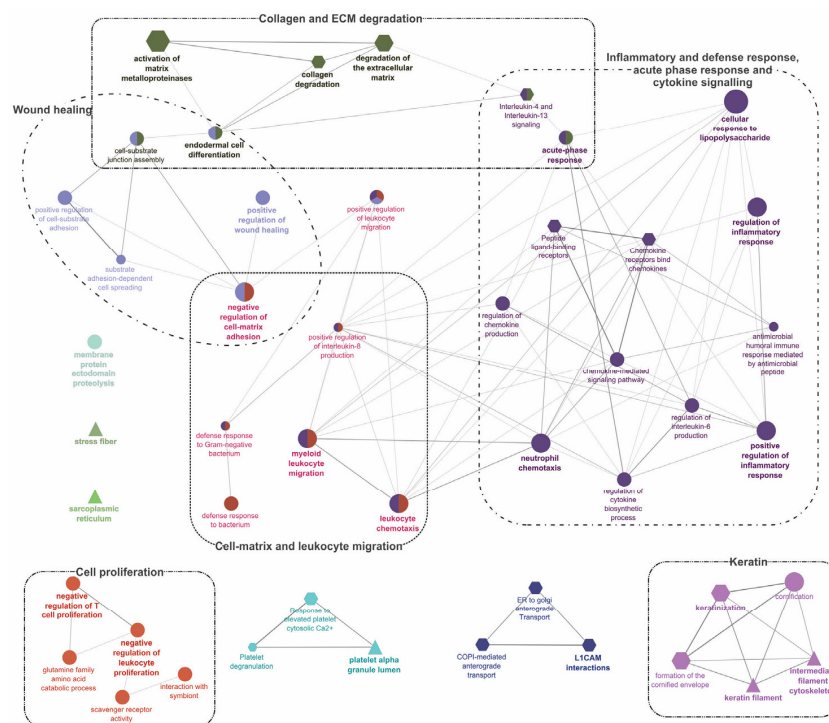 Collagen and ECM degradation
activation of
matrix
metalloproteinases
collagen
degradation
degradation of
the extracellular
matrix
Interleukin-4 and
Interleukin-13
signaling
Inflammatory and defense response,
acute phase response and
cytokine signalling
Wound healing
cell-substrate
junction assembly
endodermal cell
differentiation
acute-phase
response
cellular
response to
lipopolysaccharide
positive regulation
of cell-substrate
adhesion
positive
regulation of
wound healing
positive regulation
of leukocyte
migration
Peptide
ligand-binding
receptors
Chemokine
receptors bind
chemokines
regulation of
inflammatory
response
substrate
adhesion-dependent
cell spreading
negative
regulation of
cell-matrix
adhesion
positive regulation
of interleukin-8
production
regulation of
chemokine
production
antimicrobial
humoral immune
response mediated
by antimicrobial
peptide
membrane
protein
ectodomain
proteolysis
chemokine-mediated
signaling pathway
stress fiber
defense response
to Gram-negative
bacterium
myeloid
leukocyte
migration
neutrophil
chemotaxis
regulation of
interleukin-6
production
positive
regulation of
inflammatory
response
sarcoplasmic
reticulum
defense response
to bacterium
leukocyte
chemotaxis
regulation of
cytokine
biosynthetic
process
Cell-matrix and leukocyte migration
Cell proliferation
negative
regulation of T
cell proliferation
negative
regulation of
leukocyte
proliferation
glutamine family
amino acid
catabolic process
interaction with
symbiont
scavenger receptor
activity
Response to
elevated platelet
cytosolic Ca2+
Platelet
degranulation
platelet alpha
granule lumen
ER to golgi
enterograde
Transport
COPI-mediated
anterograde
transport
L1CAM
interactions
Keratin
keratinization
cornification
formation of the
cornified envelope
keratin filament
intermediate
filament
cytoskeleton